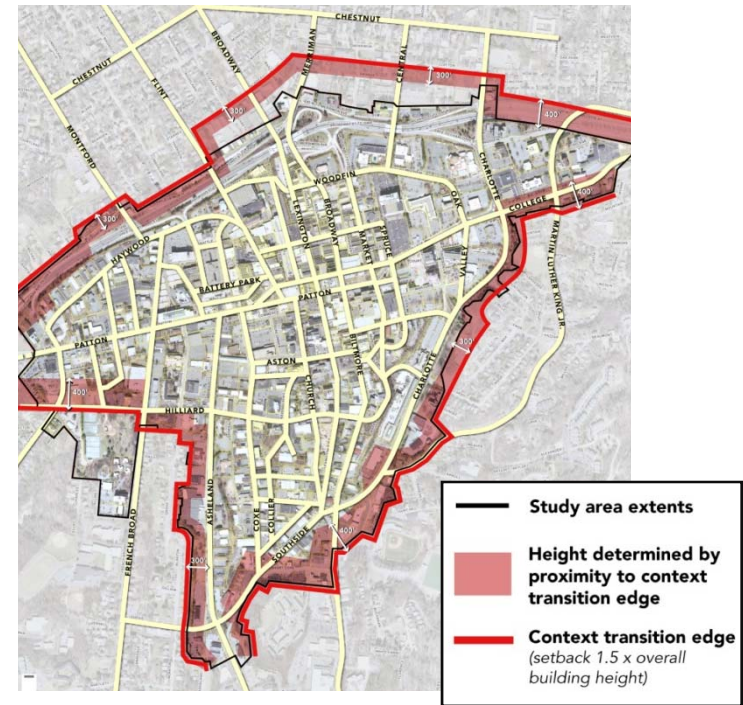 CHESTNUT
CHESTNUT
BROADWAY
MERRIMAN
CENTRAL
FLINT
MONTFORD
300'
300'
400'
WOODFIN
OAK
CHARLOTTE
COLLEGE
400'
300'
HAYWOOD
LEXINGTON
BROADWAY
MARKET
SPRUCE
VALLEY
MARTIN LUTHER KING JR.
BATTERY PARK
PATTON
PATTON
ASTON
BILTMORE
CHARLOTTE
300'
400'
CHURCH
HILLIARD
ASHELAND
COXE
COLLIER
SOUTHSIDE
400'
FRENCH BROAD
300'
Study area extents
Height determined by
proximity to context
transition edge
Context transition edge
(setback 1.5 x overall
building height)